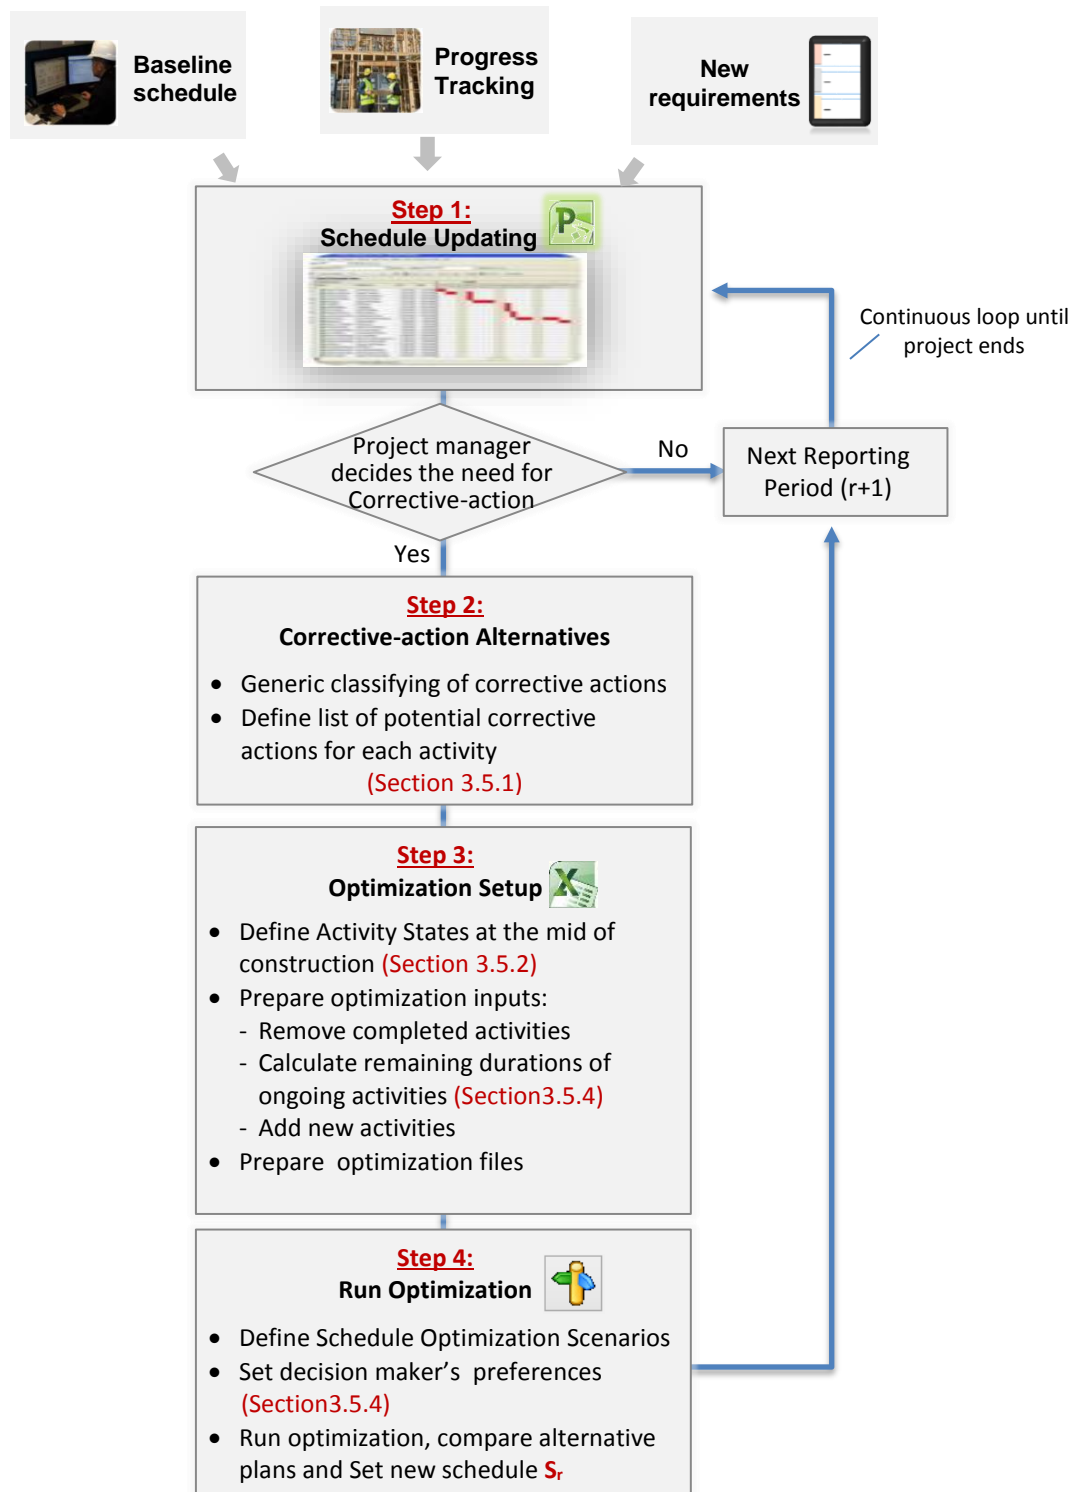 Baseline
schedule
Progress
Tracking
New
requirements
Step 1:
Schedule Updating
Continuous loop until
project ends
Project manager
decides the need for
Corrective-action
No
Next Reporting
Period (r+1)
Yes
Step 2:
Corrective-action Alternatives
• Generic classifying of corrective actions
• Define list of potential corrective
actions for each activity
(Section 3.5.1)
Step 3:
Optimization Setup
• Define Activity States at the mid of
construction (Section 3.5.2)
• Prepare optimization inputs:
- Remove completed activities
- Calculate remaining durations of
ongoing activities (Section3.5.4)
- Add new activities
• Prepare optimization files
Step 4:
Run Optimization
• Define Schedule Optimization Scenarios
• Set decision maker’s preferences
(Section3.5.4)
• Run optimization, compare alternative
plans and Set new schedule Sr